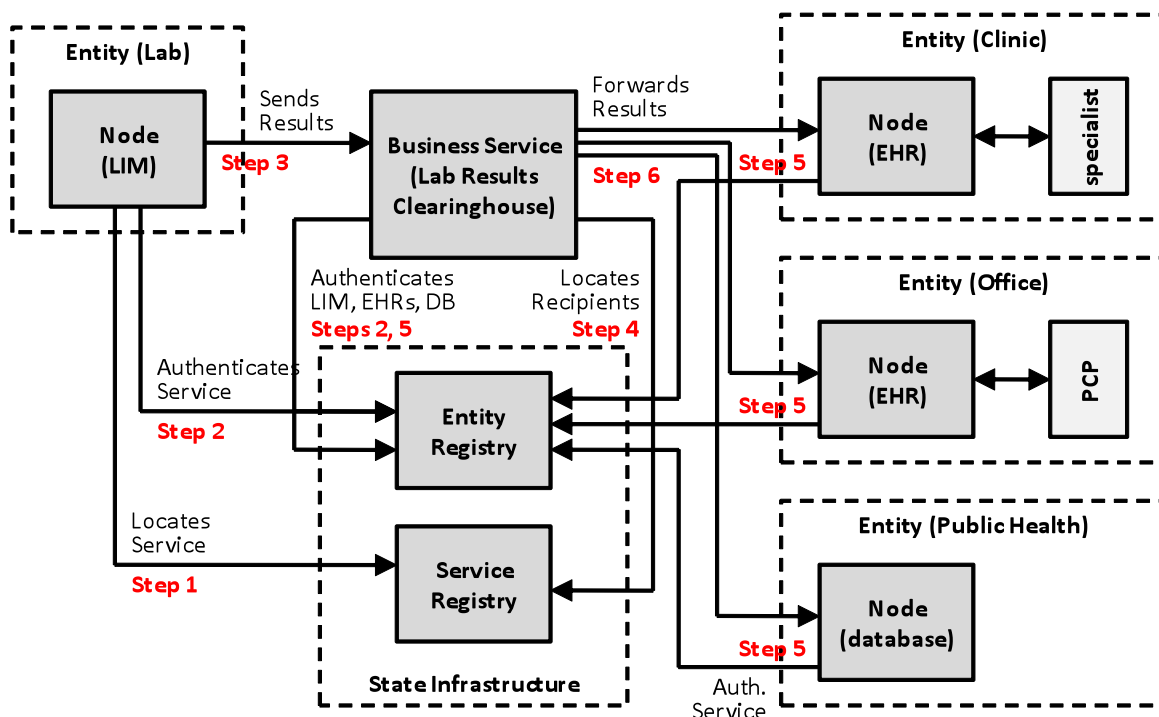 Entity (Lab)
Node
(LIM)
Sends
Results
Step 3
Business Service
(Lab Results
Clearinghouse)
Forwards
Results
Step 6
Step 5
Entity (Clinic)
Node
(EHR)
specialist
Authenticates
LIM, EHRs, DB
Steps 2, 5
Locates
Recipients
Step 4
Entity (Office)
Node
(EHR)
PCP
Step 5
Authenticates
Service
Step 2
Entity
Registry
Locates
Service
Step 1
Service
Registry
State Infrastructure
Entity (Public Health)
Node
(database)
Step 5
Auth.
Service